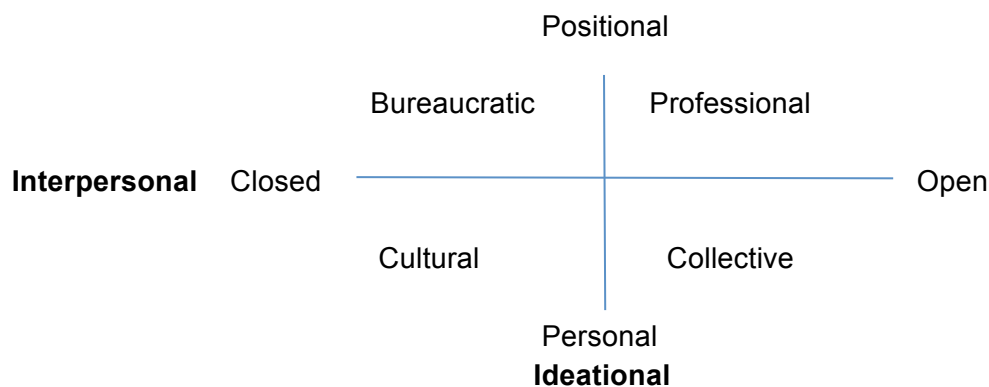 Positional
Bureaucratic Professional
Interpersonal Closed Open
Cultural Collective
Personal
Ideational